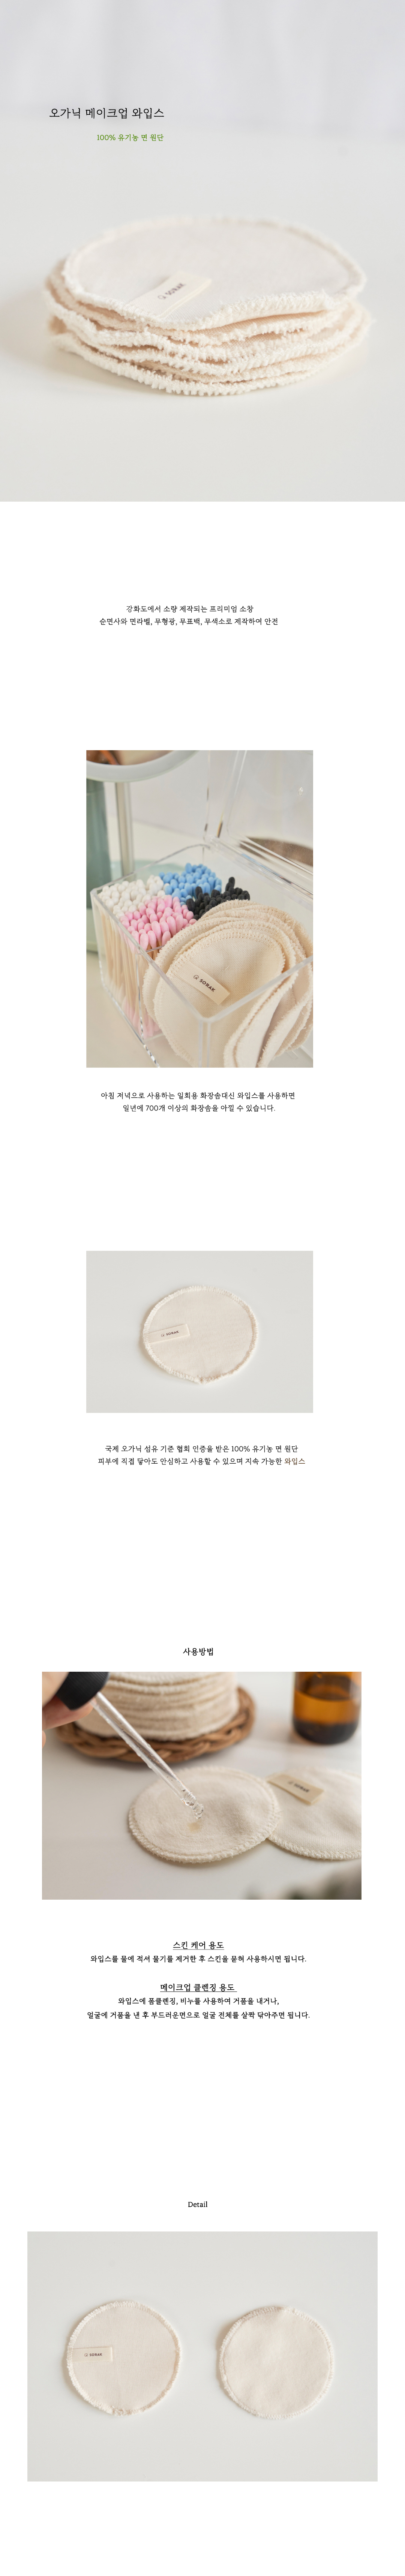 오가닉 메이크업 와입스
100% 유기농 면 원단
SORAK
강화도에서 소량 제작되는 프리미엄 소창
순면사와 면라벨, 무형광, 무표백, 무색소로 제작하여 안전
SORAK
아침 저녁으로 사용하는 일회용 화장솜대신 와입스를 사용하면
일년에 700개 이상의 화장솜을 아낄 수 있습니다.
SORAK
국제 오가닉 섬유 기준 협회 인증을 받은 100% 유기농 면 원단
피부에 직접 닿아도 안심하고 사용할 수 있으며 지속 가능한 와입스
사용방법
SORAK
스킨 케어 용도
와입스를 물에 적셔 물기를 제거한 후 스킨을 묻혀 사용하시면 됩니다.
메이크업 클렌징 용도
와입스에 폼클렌징, 비누를 사용하여 거품을 내거나,
얼굴에 거품을 낸 후 부드러운면으로 얼굴 전체를 살짝 닦아주면 됩니다.
Detail
SORAK